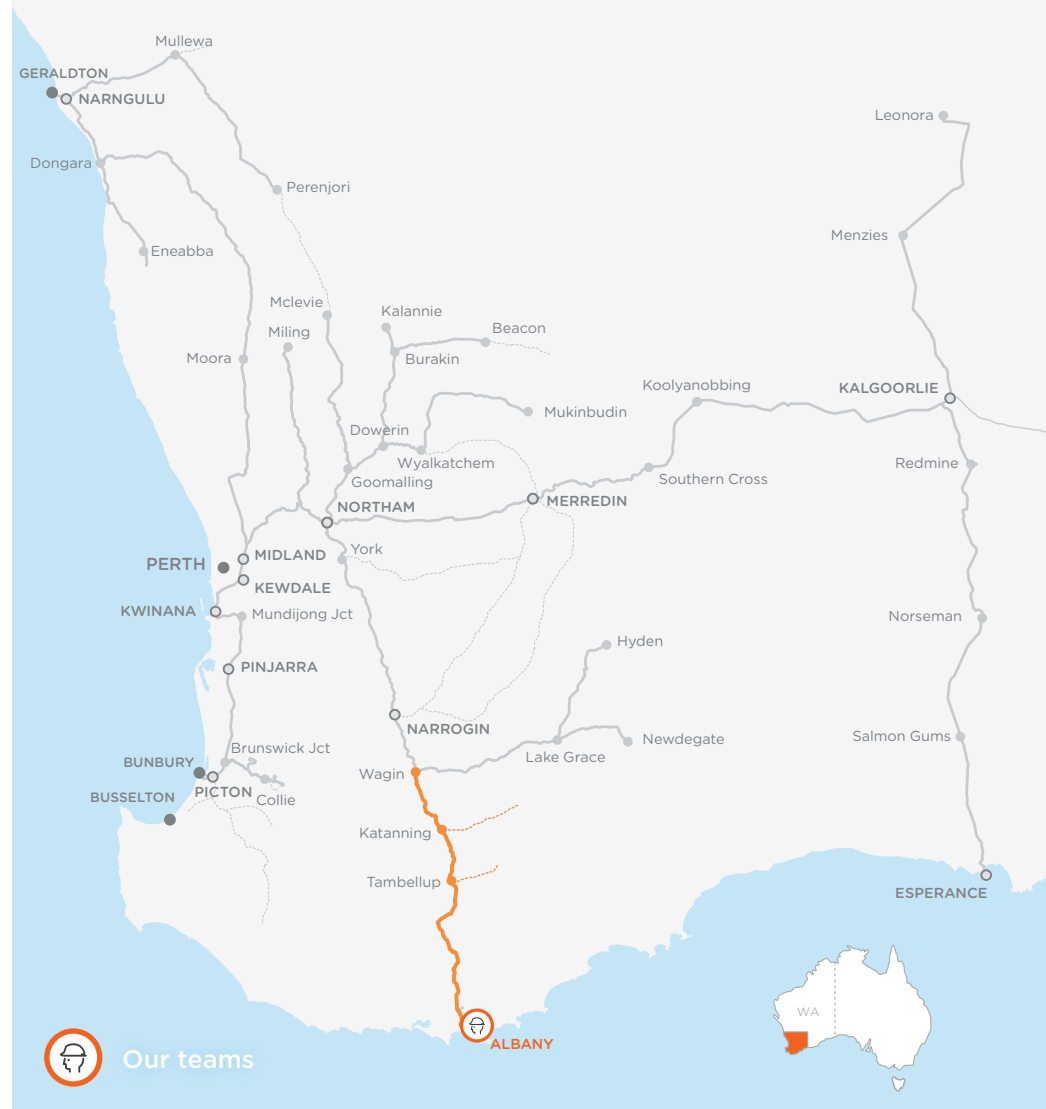 Mullewa
GERALDTON
NARNGULU
Leonora
Dongara
Perenjori
Menzies
Eneabba
Mclevie
Kalannie
Miling
Beacon
Moora
Burakin
Koolyanobbing
KALGOORLIE
Mukinbudin
Dowerin
Wyalkatchem
Redmine
Goomalling
Southern Cross
NORTHAM
MERREDIN
York
MIDLAND
PERTH
KEWDALE
KWINANA
Mundijong Jct
Norseman
Hyden
PINJARRA
NARROGIN
Salmon Gums
Newdegate
Brunswick Jct
Lake Grace
BUNBURY
Wagin
PICTON
BUSSELTON
Collie
Katanning
Tambellup
ESPERANCE
WA
ALBANY
Our teams